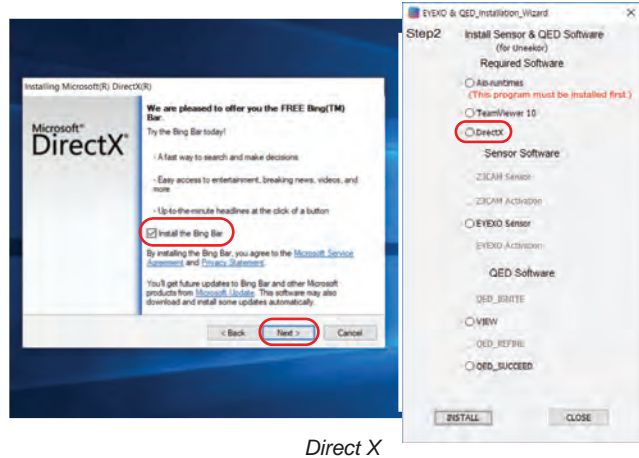 Installing Microsoft(R) DirectX(R)
Microsoft®
DirectX®
We are pleased to offer you the FREE Bing(TM)
Bar.
Try the Bing Bar today!
- A fast way to search and make decisions
- Easy access to entertainment, breaking news, videos, and
more
- Up-to-the-minute headlines at the click of a button
Install the Bing Bar
By installing the Bing Bar, you agree to the Microsoft Service
Agreement and Privacy Statement.
You'll get future updates to Bing Bar and other Microsoft
products from Microsoft Update. This software may also
download and install some updates automatically.
< Back
Next >
Cancel
EYEXO & QED_Installation_Wizard
Step2
Install Sensor & QED Software
(for Uneekor)
Required Software
All-runtimes
(This program must be installed first.)
TeamViewer 10
DirectX
Sensor Software
Z3CAM Sensor
Z3CAM Activation
EYEXO Sensor
EYEXO Activation
QED Software
QED_IGNITE
VIEW
QED_REFINE
QED_SUCCEED
INSTALL
CLOSE
Direct X